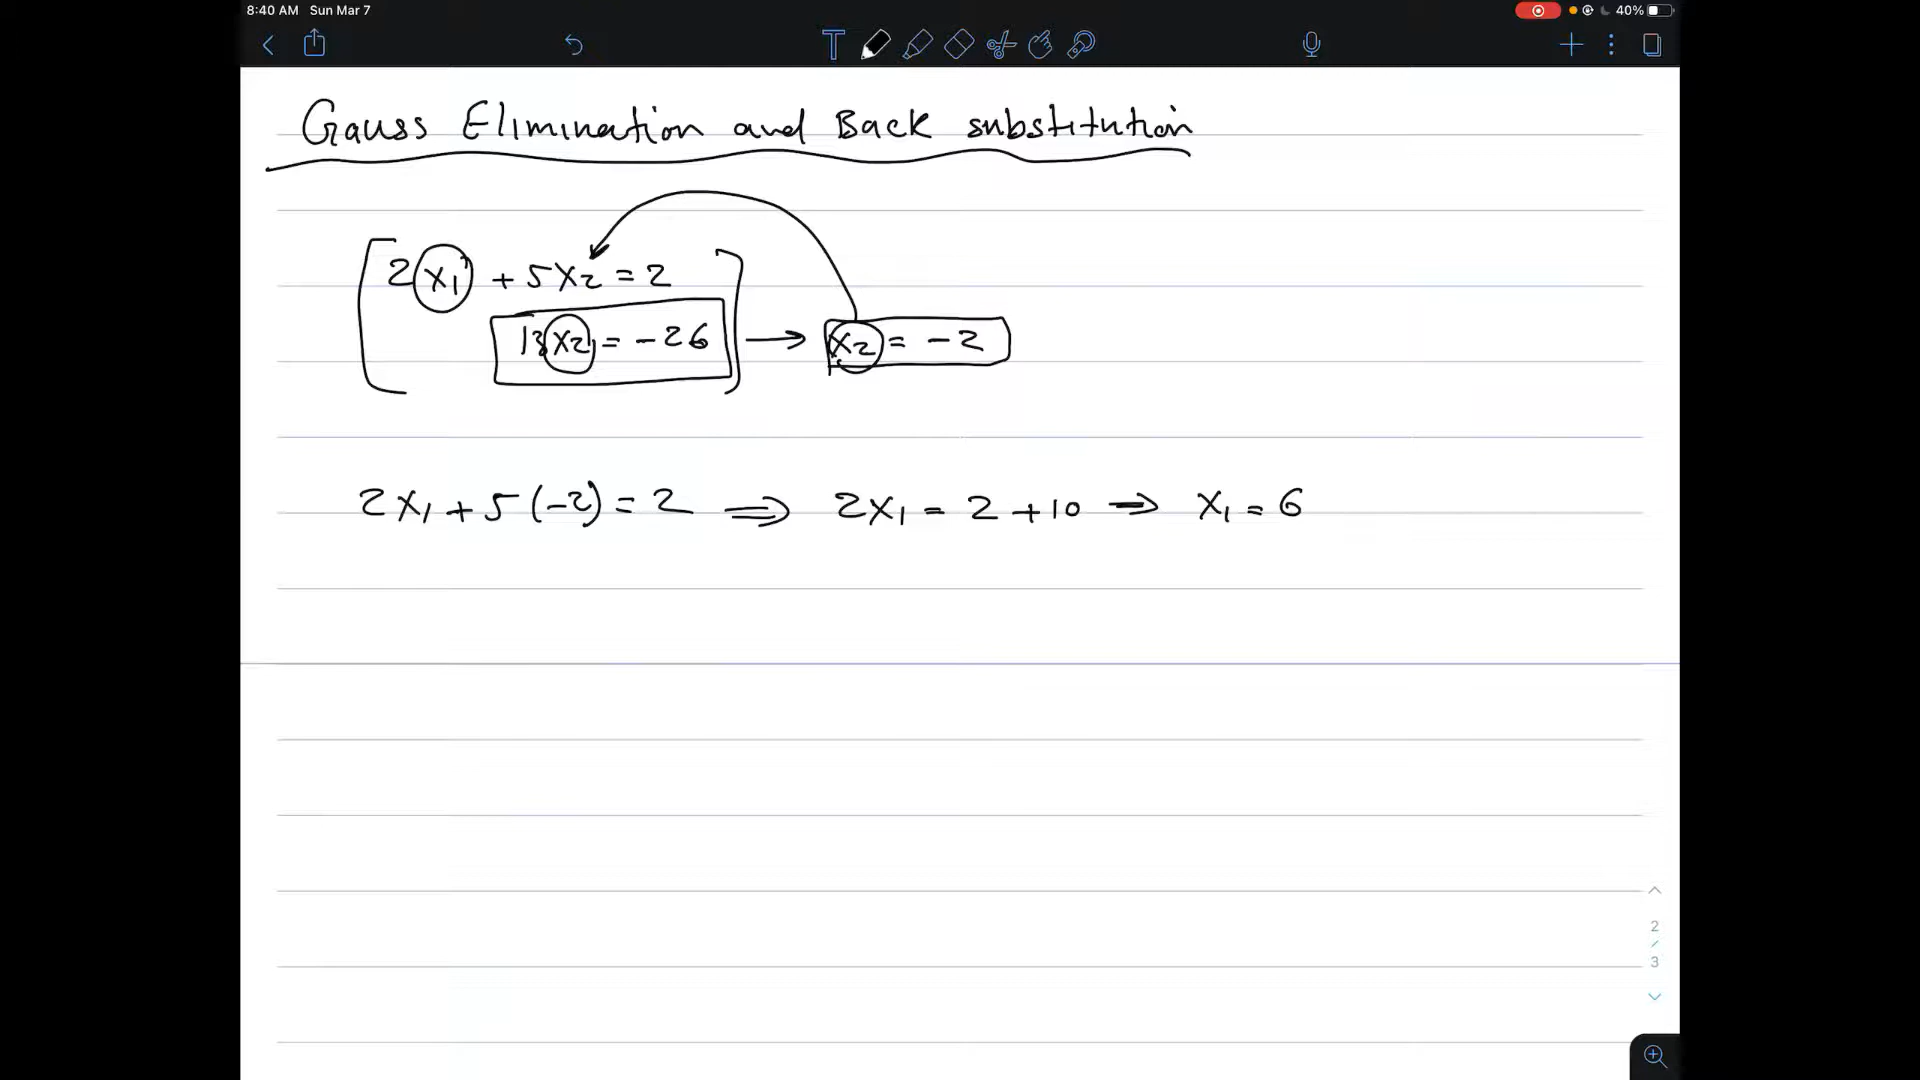 8:40 AM Sun Mar 7 40%
Gauss Elimination and Back substitution
2x₁ + 5x₂ = 2
13x₂ = -26 → x₂ = -2
2x₁ + 5(-2) = 2 ⇒ 2x₁ = 2 + 10 ⇒ x₁ = 6
2
/
3